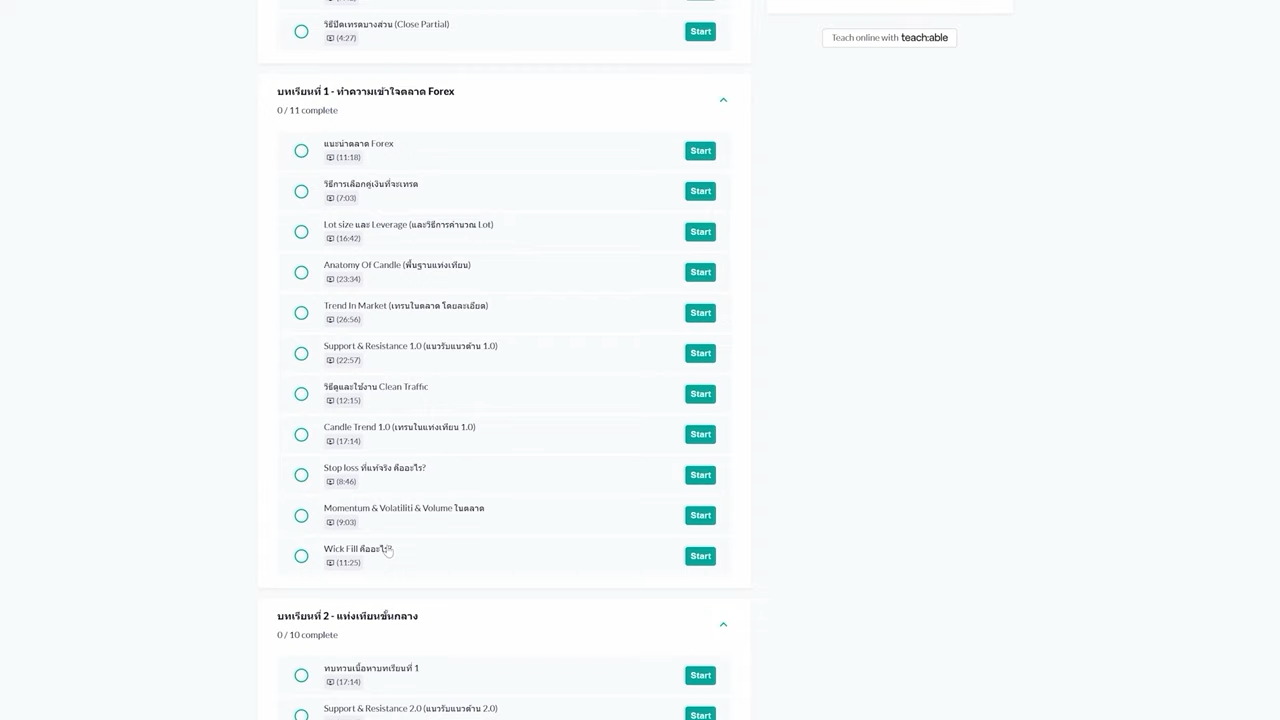 วิธีปิดเทรดบางส่วน (Close Partial)
Start
(4:27)
Teach online with teach:able
บทเรียนที่ 1 - ทำความเข้าใจตลาด Forex
0 / 11 complete
แนะนำตลาด Forex
Start
(11:18)
วิธีการเลือกคู่เงินที่จะเทรด
Start
(7:03)
Lot size และ Leverage (และวิธีการคำนวณ Lot)
Start
(16:42)
Anatomy Of Candle (พื้นฐานแท่งเทียน)
Start
(23:34)
Trend In Market (เทรนในตลาด โดยละเอียด)
Start
(26:56)
Support & Resistance 1.0 (แนวรับแนวต้าน 1.0)
Start
(22:57)
วิธีดูและใช้งาน Clean Traffic
Start
(12:15)
Candle Trend 1.0 (เทรนในแท่งเทียน 1.0)
Start
(17:14)
Stop loss ที่แท้จริง คืออะไร?
Start
(8:46)
Momentum & Volatiliti & Volume ในตลาด
Start
(9:03)
Wick Fill คืออะไร?
Start
(11:25)
บทเรียนที่ 2 - แท่งเทียนขั้นกลาง
0 / 10 complete
ทบทวนเนื้อหาบทเรียนที่ 1
Start
(17:14)
Support & Resistance 2.0 (แนวรับแนวต้าน 2.0)
Start